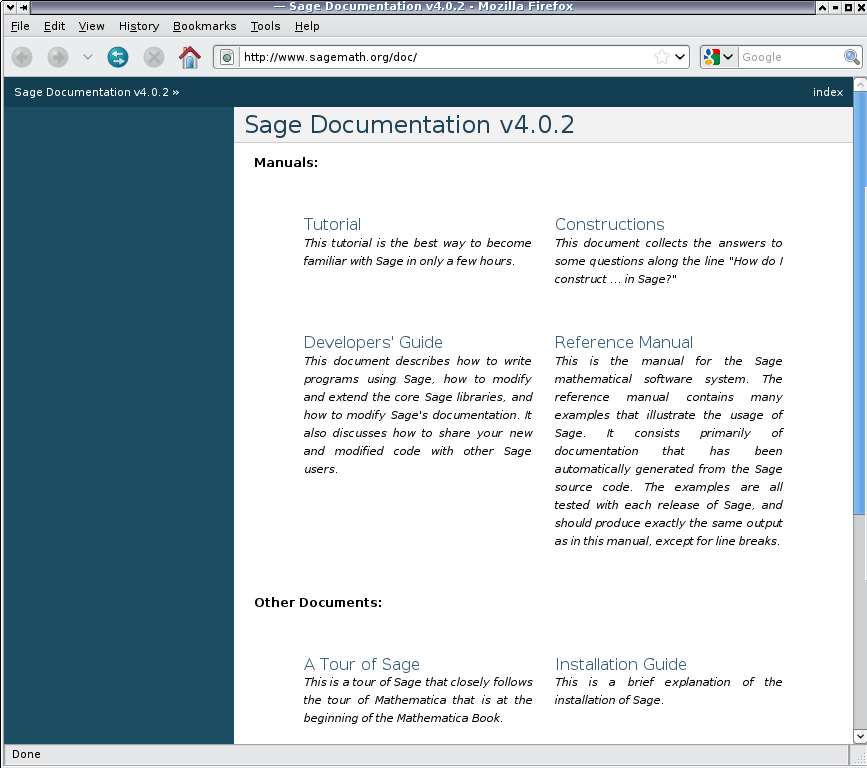 — Sage Documentation v4.0.2 - Mozilla Firefox
File Edit View History Bookmarks Tools Help
http://www.sagemath.org/doc/
Google
Sage Documentation v4.0.2 »
index
Sage Documentation v4.0.2
Manuals:
Tutorial
This tutorial is the best way to become
familiar with Sage in only a few hours.
Constructions
This document collects the answers to
some questions along the line "How do I
construct ... in Sage?"
Developers' Guide
This document describes how to write
programs using Sage, how to modify
and extend the core Sage libraries, and
how to modify Sage's documentation. It
also discusses how to share your new
and modified code with other Sage
users.
Reference Manual
This is the manual for the Sage
mathematical software system. The
reference manual contains many
examples that illustrate the usage of
Sage. It consists primarily of
documentation that has been
automatically generated from the Sage
source code. The examples are all
tested with each release of Sage, and
should produce exactly the same output
as in this manual, except for line breaks.
Other Documents:
A Tour of Sage
This is a tour of Sage that closely follows
the tour of Mathematica that is at the
beginning of the Mathematica Book.
Installation Guide
This is a brief explanation of the
installation of Sage.
Done